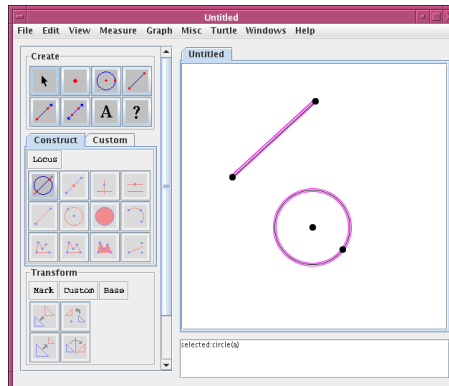 Untitled
File Edit View Measure Graph Misc Turtle Windows Help
Create
A ?
Construct Custom
Locus
Transform
Mark Custom Base
Untitled
selected:circle(s)